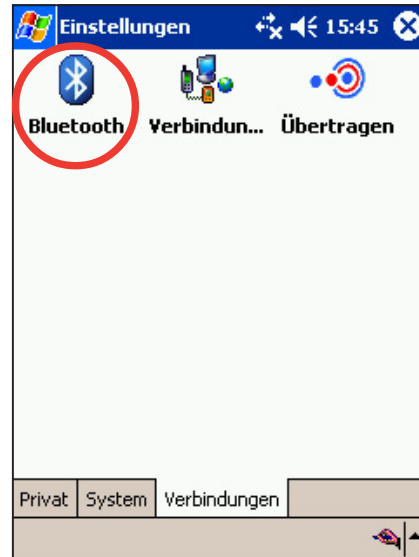 Einstellungen 15:45
Bluetooth Verbindun... Übertragen
Privat System Verbindungen